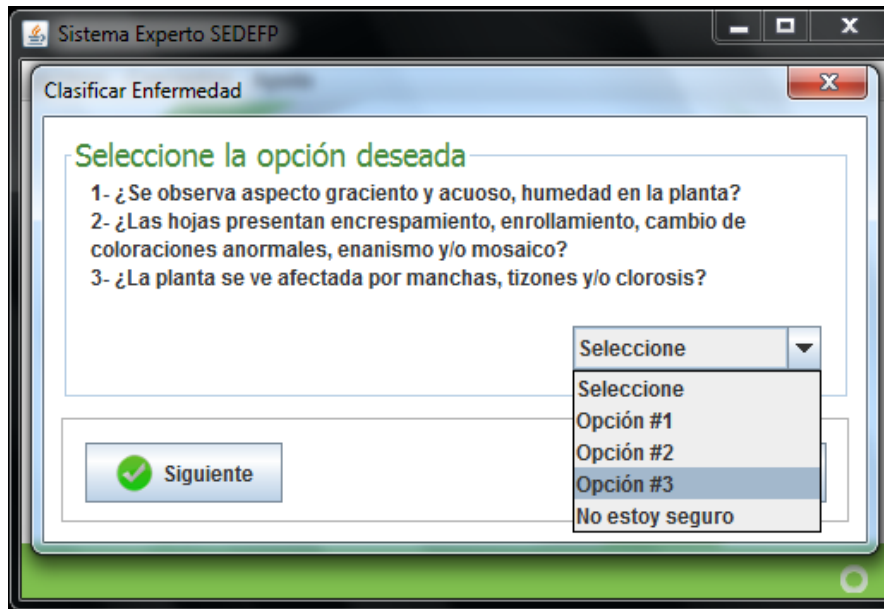 Sistema Experto SEDEFP
Clasificar Enfermedad
Seleccione la opción deseada
1- ¿Se observa aspecto graciento y acuoso, humedad en la planta?
2- ¿Las hojas presentan encrespamiento, enrollamiento, cambio de
coloraciones anormales, enanismo y/o mosaico?
3- ¿La planta se ve afectada por manchas, tizones y/o clorosis?
Seleccione
Seleccione
Opción #1
Opción #2
Opción #3
No estoy seguro
Siguiente